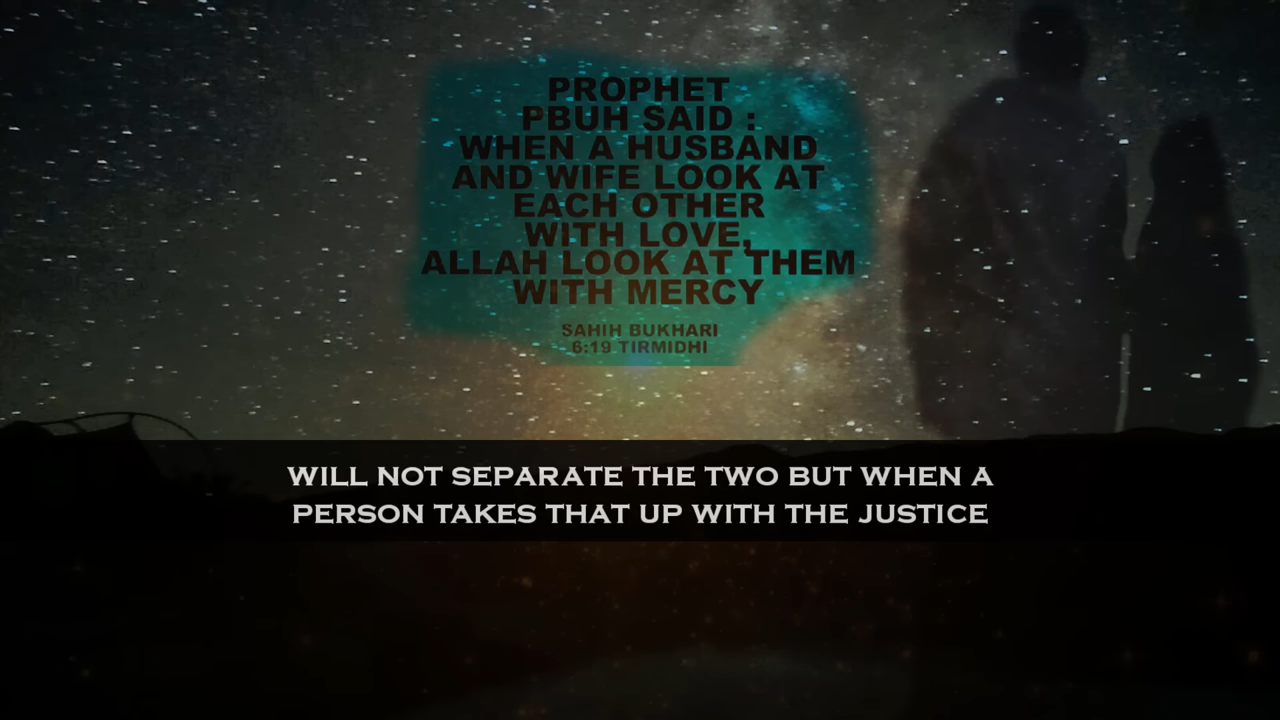 PROPHET
PBUH SAID :
WHEN A HUSBAND
AND WIFE LOOK AT
EACH OTHER
WITH LOVE,
ALLAH LOOK AT THEM
WITH MERCY
SAHIH BUKHARI
6:19 TIRMIDHI
WILL NOT SEPARATE THE TWO BUT WHEN A
PERSON TAKES THAT UP WITH THE JUSTICE